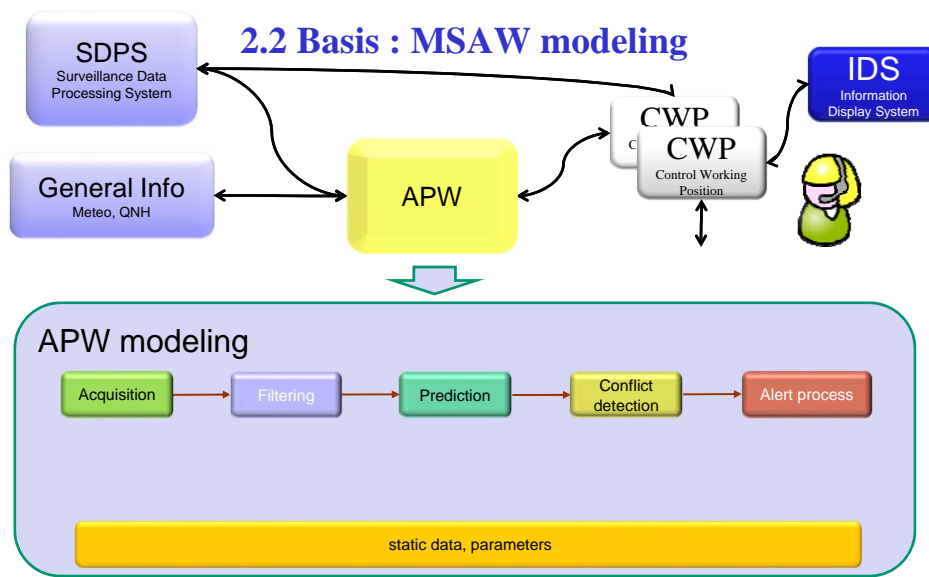 2.2 Basis : MSAW modeling
SDPS
Surveillance Data
Processing System
IDS
Information
Display System
CWP
C
CWP
Control Working
Position
General Info
Meteo, QNH
APW
APW modeling
Acquisition
Filtering
Prediction
Conflict
detection
Alert process
static data, parameters